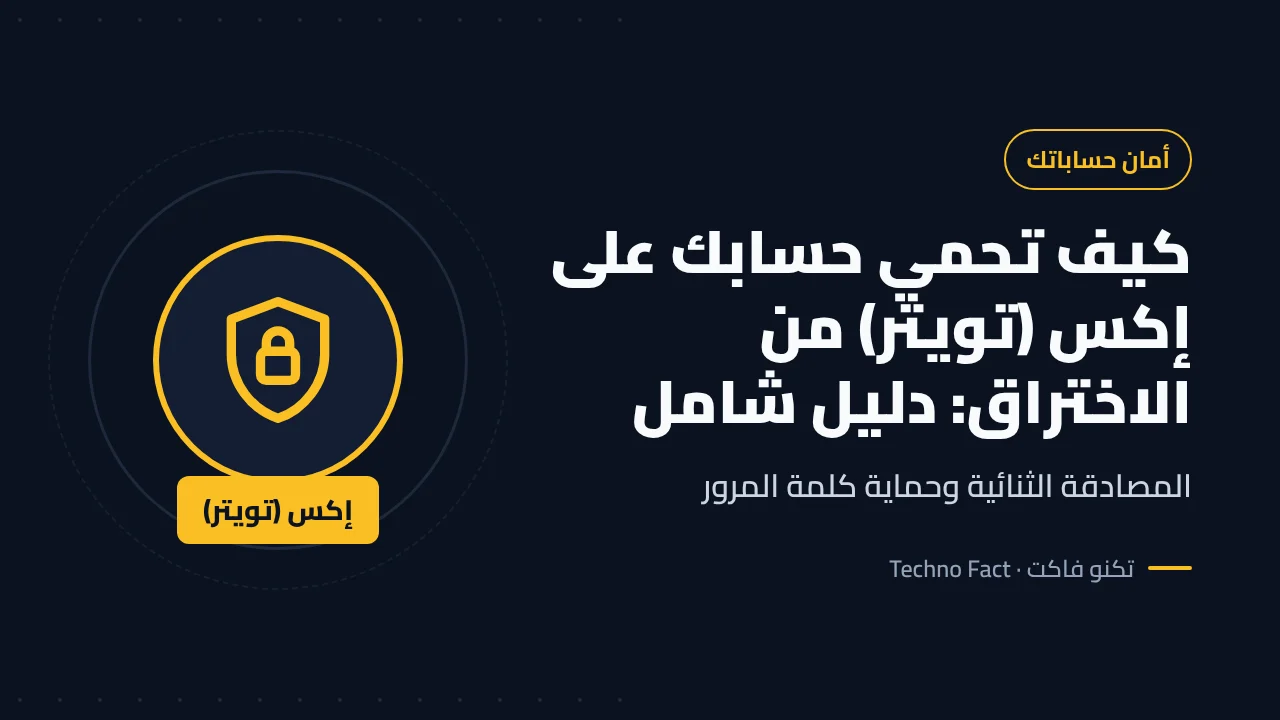 أمان حساباتك
كيف تحمي حسابك على
إكس (تويتر) من
الاختراق: دليل شامل
المصادقة الثنائية وحماية كلمة المرور
تكنو فاكت · Techno Fact
إكس (تويتر)